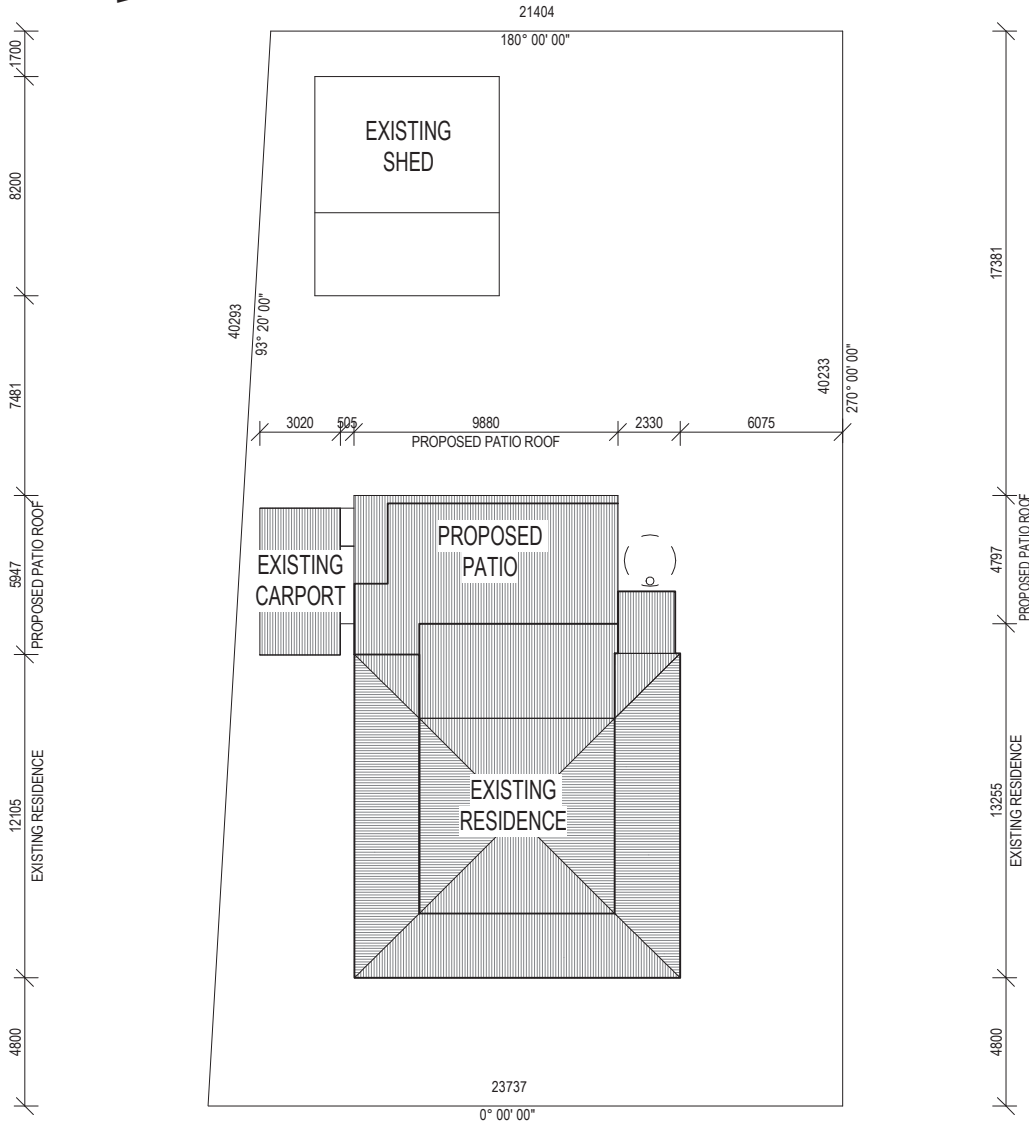 21404
180° 00' 00"
1700
8200
7481
5947
PROPOSED PATIO ROOF
12105
EXISTING RESIDENCE
4800
EXISTING
SHED
40293
93° 20' 00"
40233
270° 00' 00"
3020
505
9880
2330
6075
PROPOSED PATIO ROOF
PROPOSED
PATIO
EXISTING
CARPORT
EXISTING
RESIDENCE
17381
4797
PROPOSED PATIO ROOF
13255
EXISTING RESIDENCE
4800
23737
0° 00' 00"